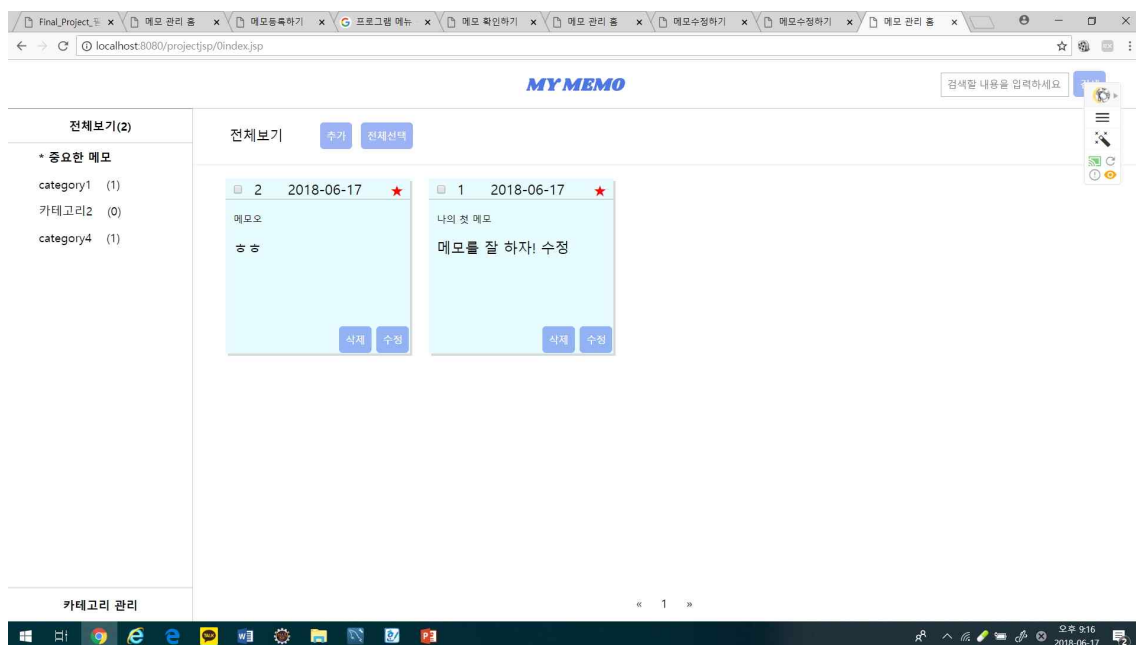 Final_Project_
메모 관리 홈
메모등록하기
프로그램 메뉴
메모 확인하기
메모 관리 홈
메모수정하기
메모수정하기
메모 관리 홈
localhost:8080/projectjsp/0index.jsp
MY MEMO
검색할 내용을 입력하세요
전체보기(2)
* 중요한 메모
category1 (1)
카테고리2 (0)
category4 (1)
카테고리 관리
전체보기 추가 전체선택
2 2018-06-17 ★
메모오
ㅎㅎ
삭제 수정
1 2018-06-17 ★
나의 첫 메모
메모를 잘 하자! 수정
삭제 수정
« 1 »
오후 9:16
2018-06-17